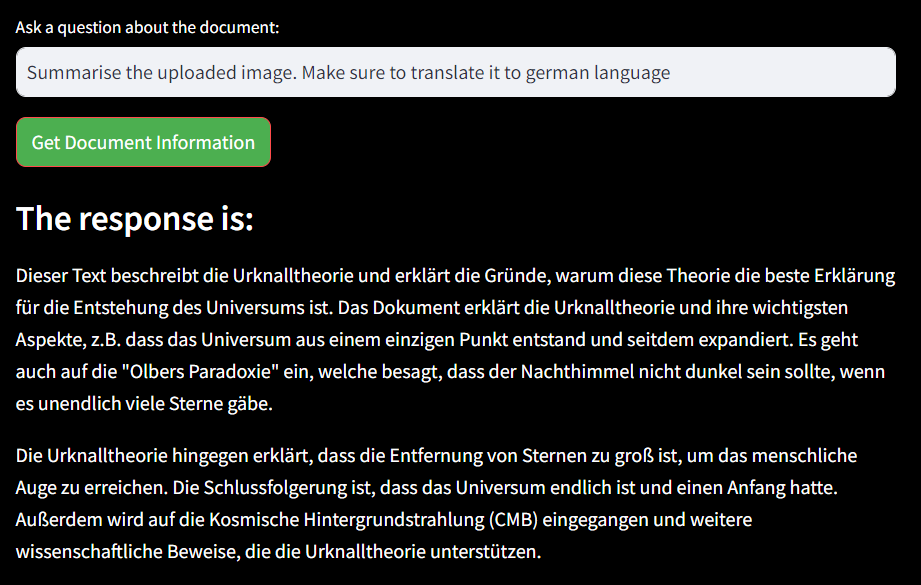 Ask a question about the document:
Summarise the uploaded image. Make sure to translate it to german language
Get Document Information
The response is:
Dieser Text beschreibt die Urknalltheorie und erklärt die Gründe, warum diese Theorie die beste Erklärung
für die Entstehung des Universums ist. Das Dokument erklärt die Urknalltheorie und ihre wichtigsten
Aspekte, z.B. dass das Universum aus einem einzigen Punkt entstand und seitdem expandiert. Es geht
auch auf die "Olbers Paradoxie" ein, welche besagt, dass der Nachthimmel nicht dunkel sein sollte, wenn
es unendlich viele Sterne gäbe.
Die Urknalltheorie hingegen erklärt, dass die Entfernung von Sternen zu groß ist, um das menschliche
Auge zu erreichen. Die Schlussfolgerung ist, dass das Universum endlich ist und einen Anfang hatte.
Außerdem wird auf die Kosmische Hintergrundstrahlung (CMB) eingegangen und weitere
wissenschaftliche Beweise, die die Urknalltheorie unterstützen.